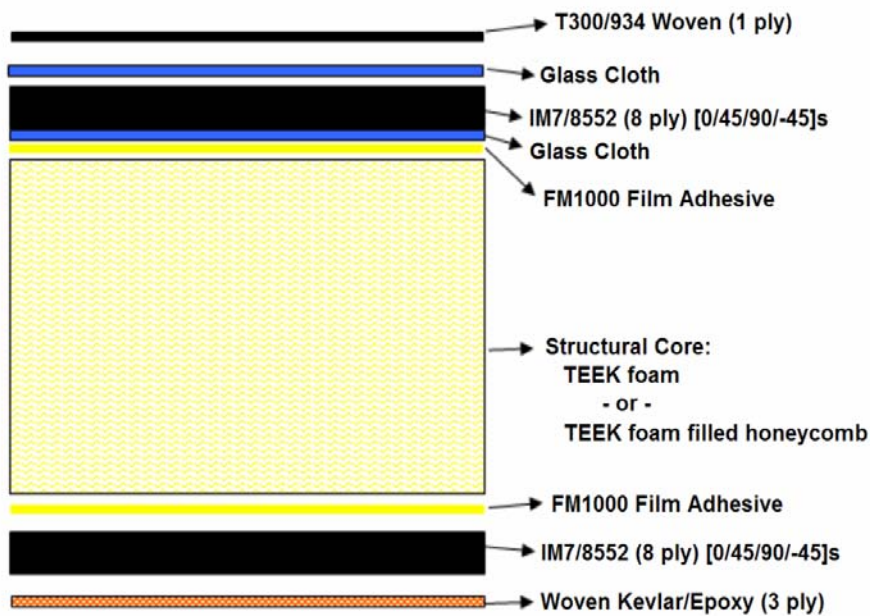 T300/934 Woven (1 ply)
Glass Cloth
IM7/8552 (8 ply) [0/45/90/-45]s
Glass Cloth
FM1000 Film Adhesive
Structural Core:
TEEK foam
- or -
TEEK foam filled honeycomb
FM1000 Film Adhesive
IM7/8552 (8 ply) [0/45/90/-45]s
Woven Kevlar/Epoxy (3 ply)